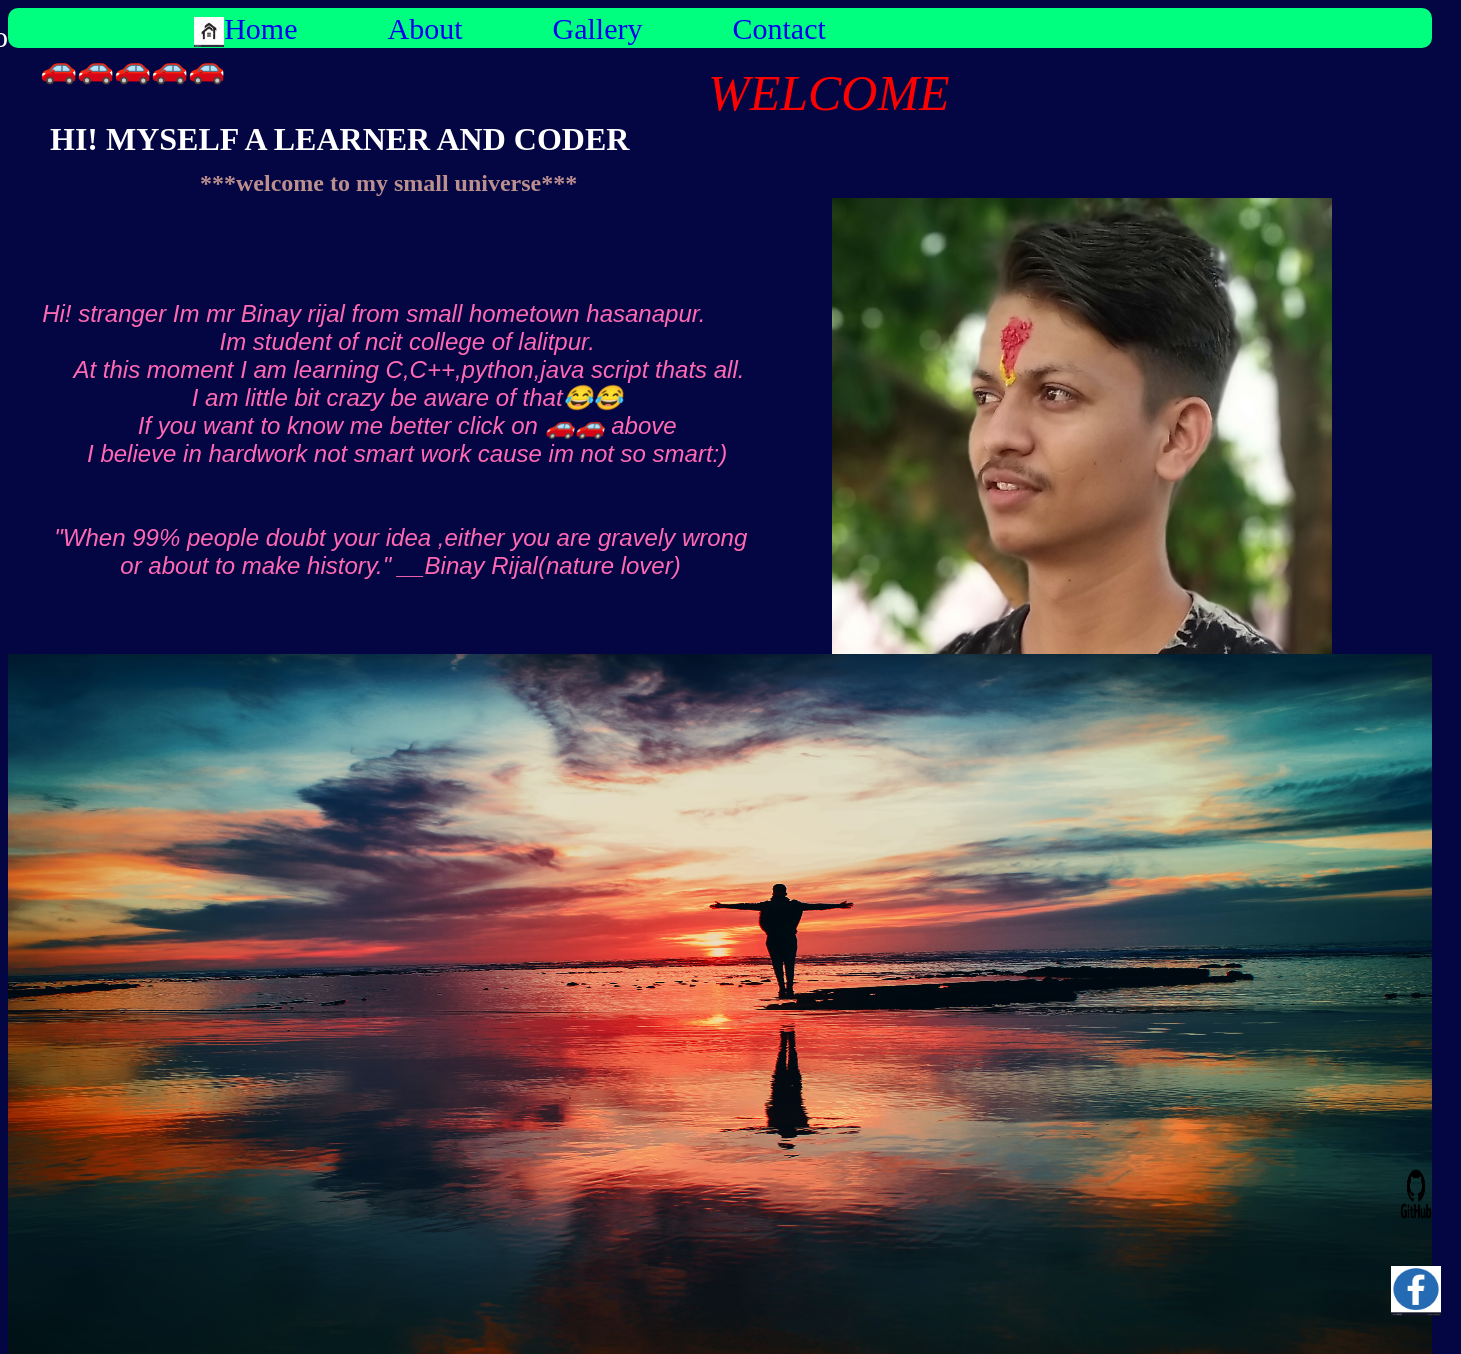 Home About Gallery Contact
🚗🚗🚗🚗🚗
WELCOME
HI! MYSELF A LEARNER AND CODER
***welcome to my small universe***
Hi! stranger Im mr Binay rijal from small hometown hasanapur.
Im student of ncit college of lalitpur.
At this moment I am learning C,C++,python,java script thats all.
I am little bit crazy be aware of that😂😂
If you want to know me better click on 🚗🚗 above
I believe in hardwork not smart work cause im not so smart:)
"When 99% people doubt your idea ,either you are gravely wrong
or about to make history." __Binay Rijal(nature lover)
GitHub